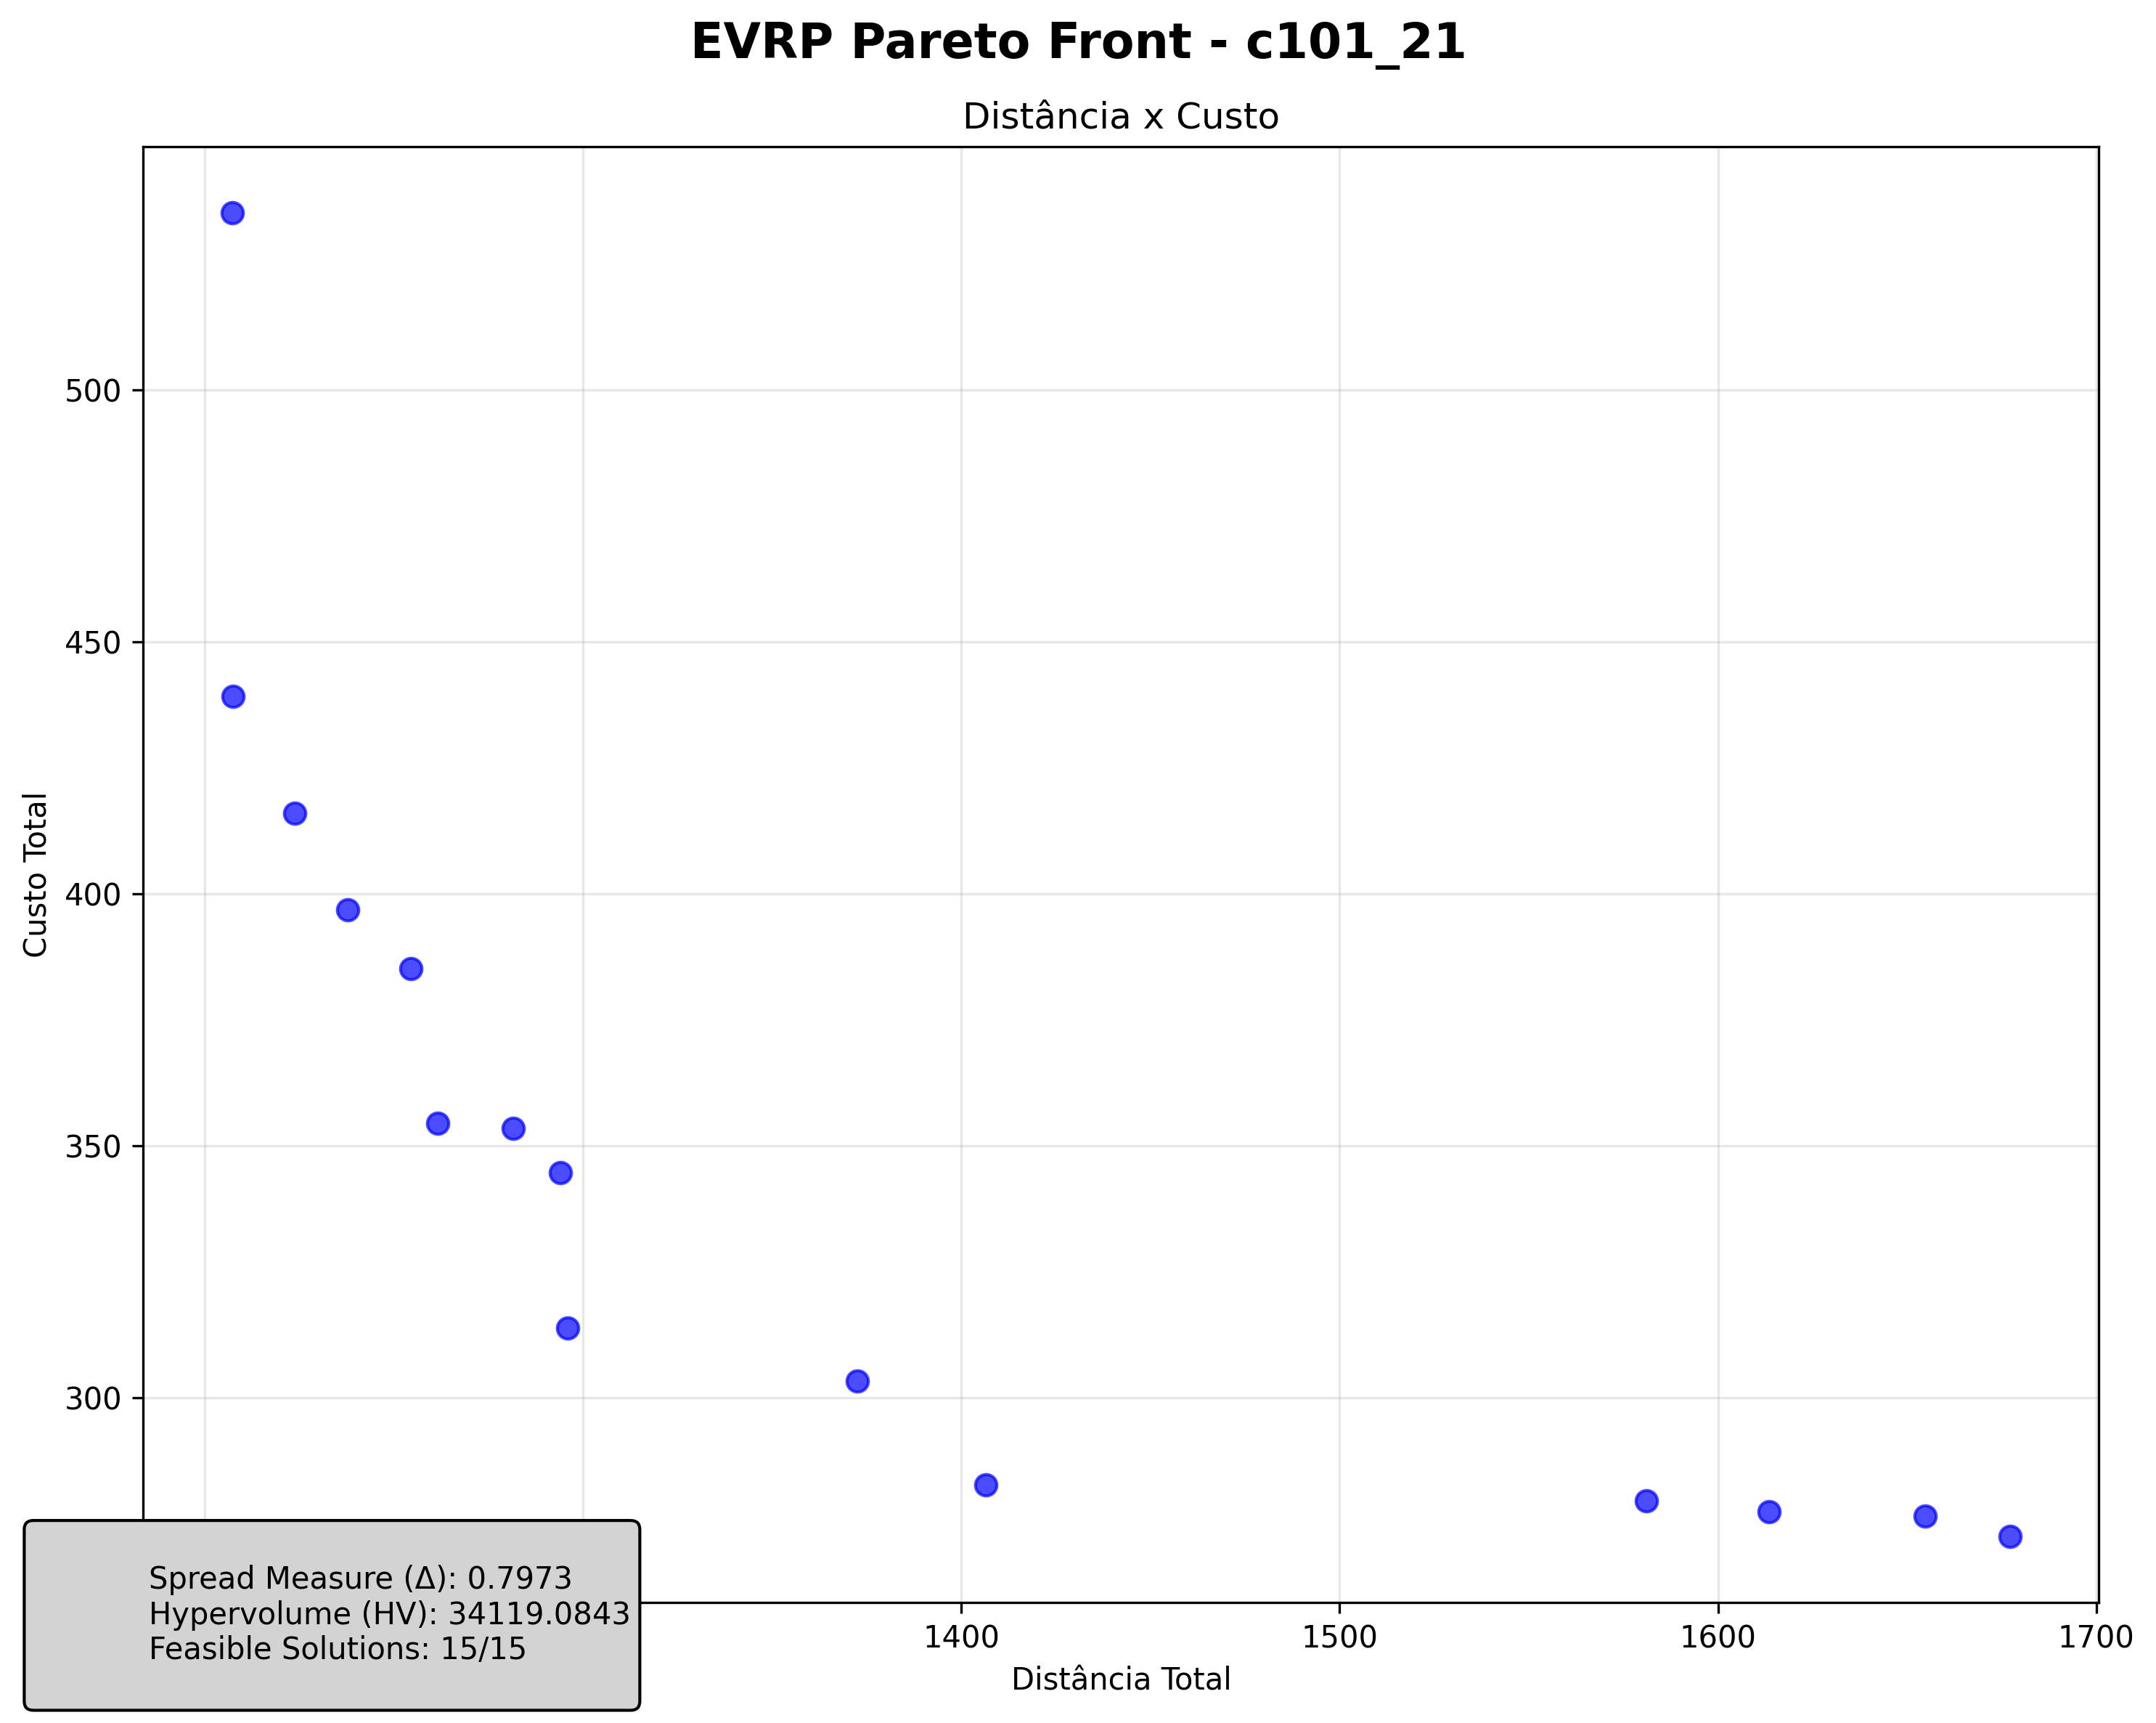 EVRP Pareto Front - c101_21
Distância x Custo
500
450
400
350
300
Custo Total
Spread Measure (Δ): 0.7973
Hypervolume (HV): 34119.0843
Feasible Solutions: 15/15
1400
1500
1600
1700
Distância Total